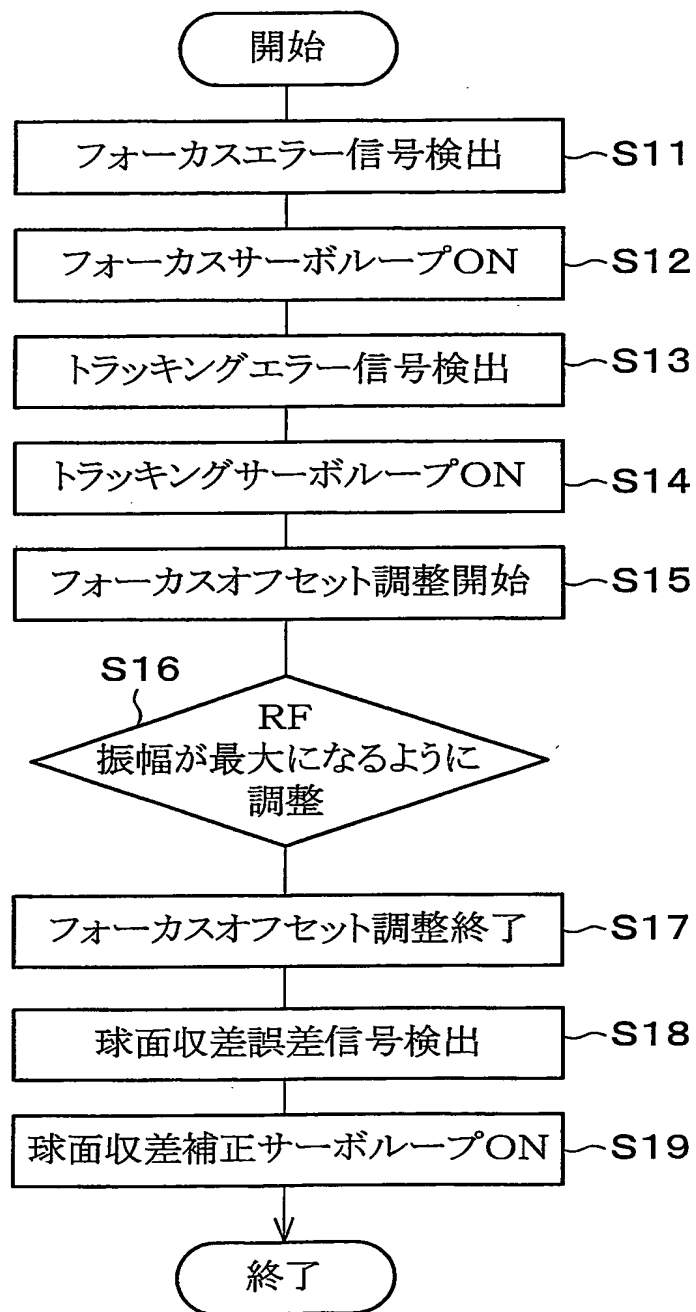 開始
フォーカスエラー信号検出
S11
フォーカスサーボループON
S12
トラッキングエラー信号検出
S13
トラッキングサーボループON
S14
フォーカスオフセット調整開始
S15
S16
RF
振幅が最大になるように
調整
フォーカスオフセット調整終了
S17
球面収差誤差信号検出
S18
球面収差補正サーボループON
S19
終了